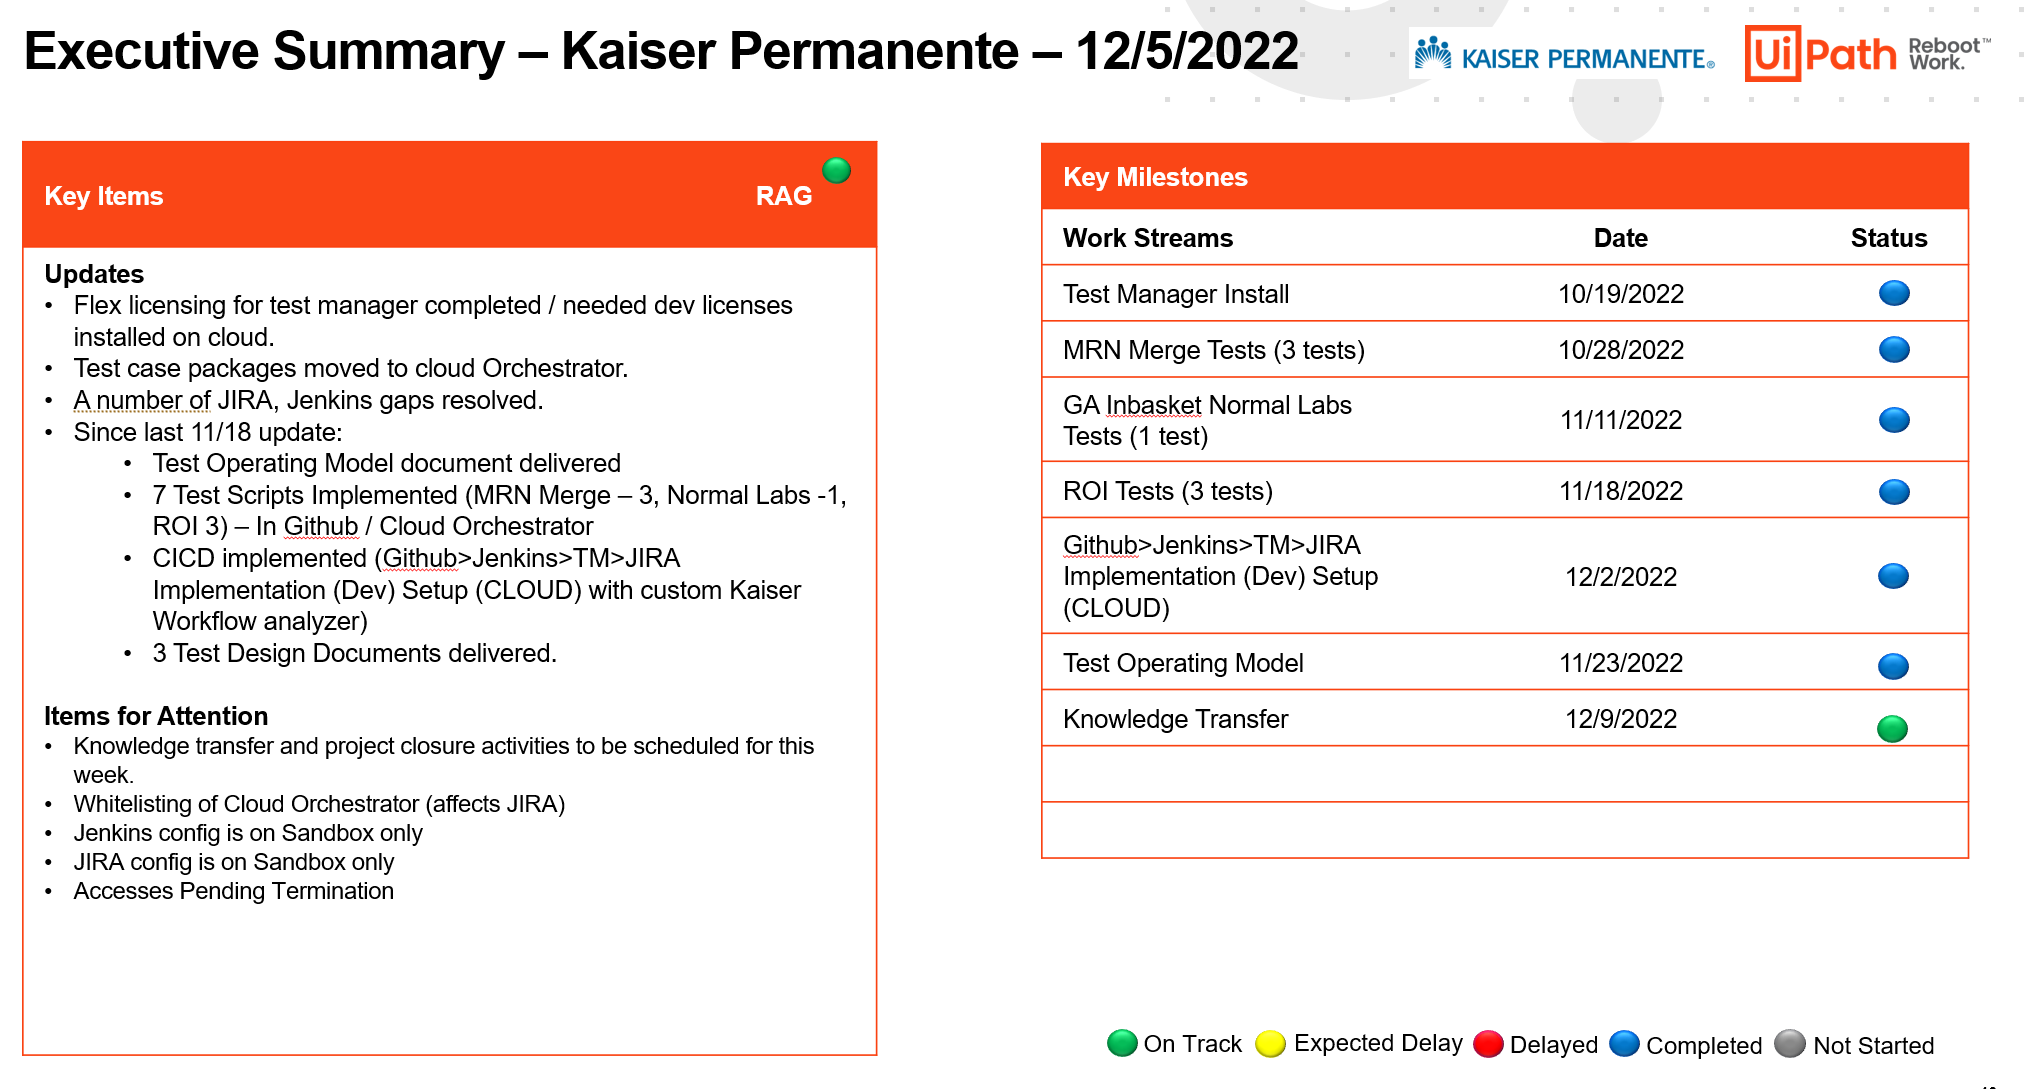 Executive Summary – Kaiser Permanente – 12/5/2022
KAISER PERMANENTE®
UiPath Reboot Work.™
Key Items
RAG
Updates
• Flex licensing for test manager completed / needed dev licenses
installed on cloud.
• Test case packages moved to cloud Orchestrator.
• A number of JIRA, Jenkins gaps resolved.
• Since last 11/18 update:
• Test Operating Model document delivered
• 7 Test Scripts Implemented (MRN Merge – 3, Normal Labs -1,
ROI 3) – In Github / Cloud Orchestrator
• CICD implemented (Github>Jenkins>TM>JIRA
Implementation (Dev) Setup (CLOUD) with custom Kaiser
Workflow analyzer)
• 3 Test Design Documents delivered.
Items for Attention
• Knowledge transfer and project closure activities to be scheduled for this
week.
• Whitelisting of Cloud Orchestrator (affects JIRA)
• Jenkins config is on Sandbox only
• JIRA config is on Sandbox only
• Accesses Pending Termination
Key Milestones
Work Streams Date Status
Test Manager Install 10/19/2022
MRN Merge Tests (3 tests) 10/28/2022
GA Inbasket Normal Labs
Tests (1 test) 11/11/2022
ROI Tests (3 tests) 11/18/2022
Github>Jenkins>TM>JIRA
Implementation (Dev) Setup 12/2/2022
(CLOUD)
Test Operating Model 11/23/2022
Knowledge Transfer 12/9/2022
On Track Expected Delay Delayed Completed Not Started